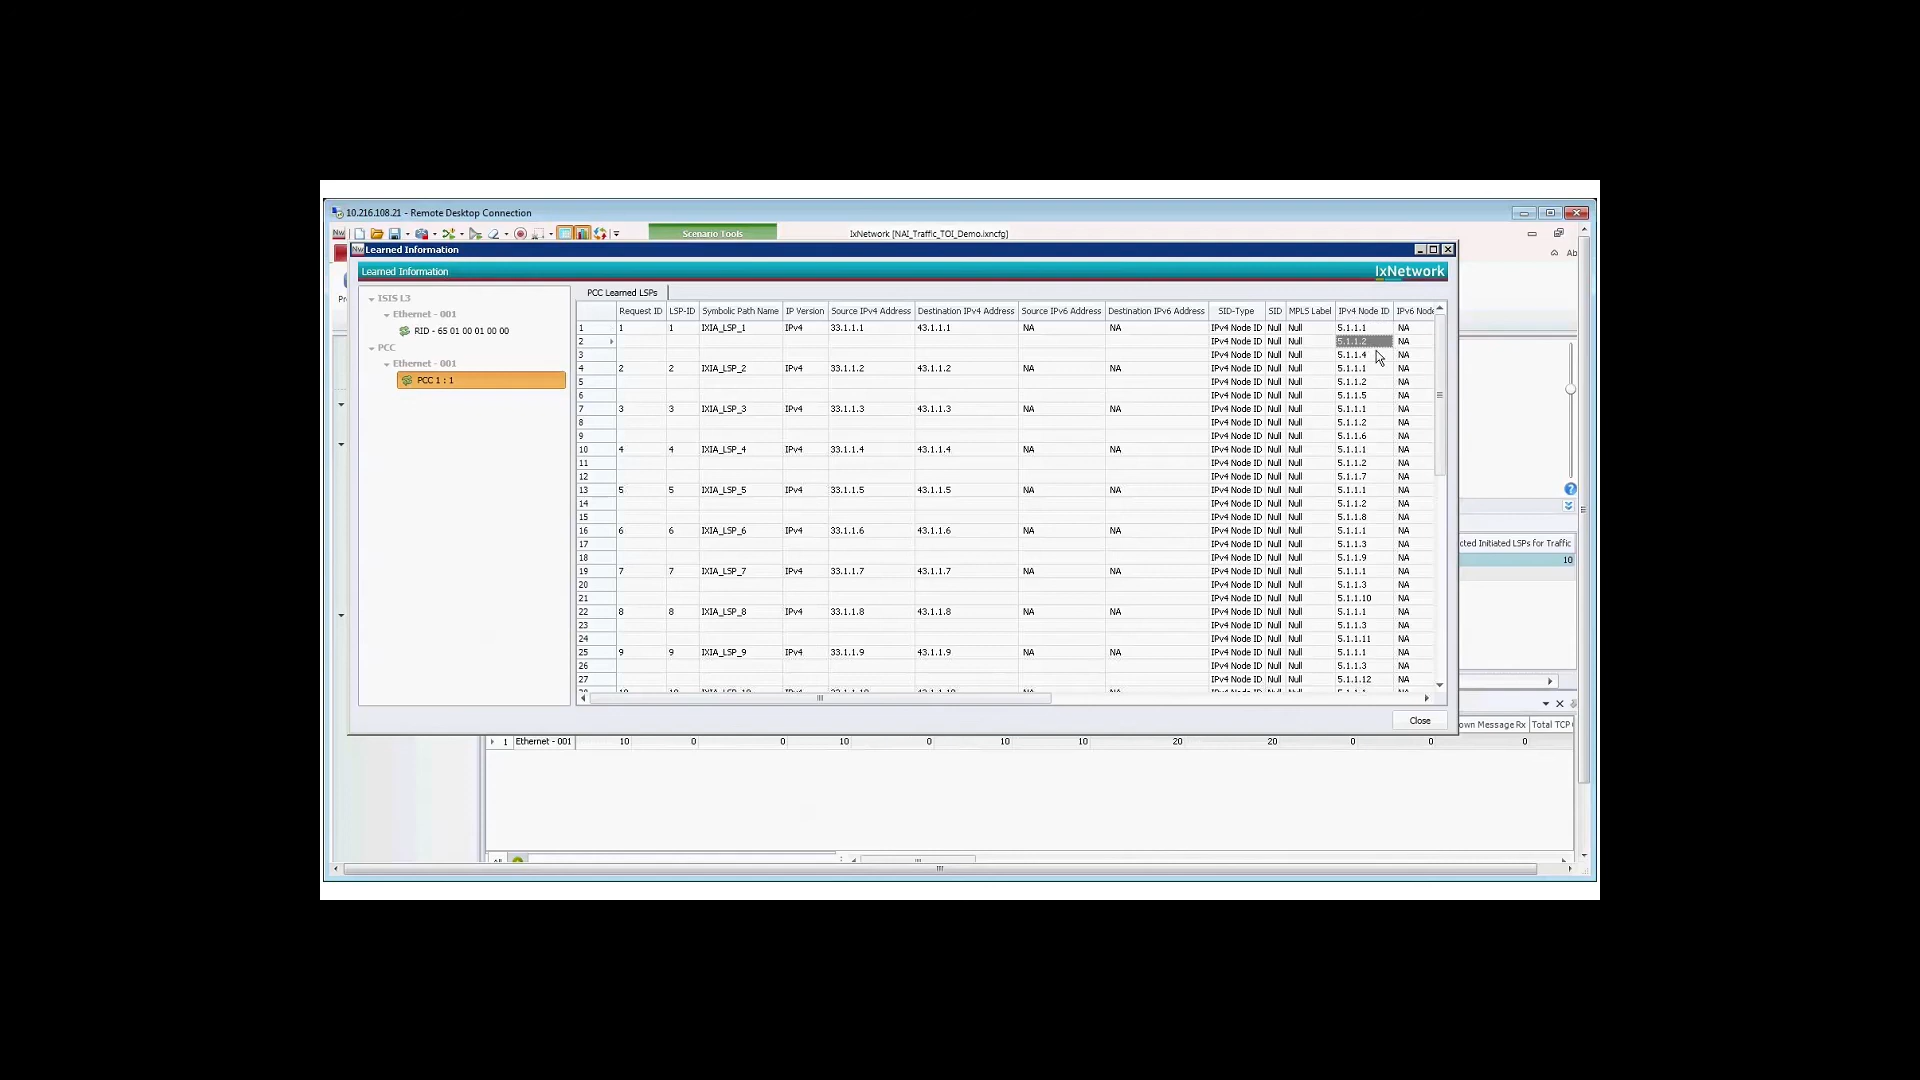 10.216.108.21 - Remote Desktop Connection
Nw Scenario Tools IxNetwork [NAI_Traffic_TOI_Demo.ixncfg]
Nw Learned Information
Learned Information IxNetwork
Ab
ISIS L3
Ethernet - 001
RID - 65 01 00 01 00 00
PCC
Ethernet - 001
PCC 1 : 1
PCC Learned LSPs
Request ID LSP-ID Symbolic Path Name IP Version Source IPv4 Address Destination IPv4 Address Source IPv6 Address Destination IPv6 Address SID-Type SID MPLS Label IPv4 Node ID IPv6 Node
1 1 1 IXIA_LSP_1 IPv4 33.1.1.1 43.1.1.1 NA NA IPv4 Node ID Null Null 5.1.1.1 NA
2 IPv4 Node ID Null Null 5.1.1.2 NA
3 IPv4 Node ID Null Null 5.1.1.4 NA
4 2 2 IXIA_LSP_2 IPv4 33.1.1.2 43.1.1.2 NA NA IPv4 Node ID Null Null 5.1.1.1 NA
5 IPv4 Node ID Null Null 5.1.1.2 NA
6 IPv4 Node ID Null Null 5.1.1.5 NA
7 3 3 IXIA_LSP_3 IPv4 33.1.1.3 43.1.1.3 NA NA IPv4 Node ID Null Null 5.1.1.1 NA
8 IPv4 Node ID Null Null 5.1.1.2 NA
9 IPv4 Node ID Null Null 5.1.1.6 NA
10 4 4 IXIA_LSP_4 IPv4 33.1.1.4 43.1.1.4 NA NA IPv4 Node ID Null Null 5.1.1.1 NA
11 IPv4 Node ID Null Null 5.1.1.2 NA
12 IPv4 Node ID Null Null 5.1.1.7 NA
13 5 5 IXIA_LSP_5 IPv4 33.1.1.5 43.1.1.5 NA NA IPv4 Node ID Null Null 5.1.1.1 NA
14 IPv4 Node ID Null Null 5.1.1.2 NA
15 IPv4 Node ID Null Null 5.1.1.8 NA
16 6 6 IXIA_LSP_6 IPv4 33.1.1.6 43.1.1.6 NA NA IPv4 Node ID Null Null 5.1.1.1 NA
17 IPv4 Node ID Null Null 5.1.1.3 NA
18 IPv4 Node ID Null Null 5.1.1.9 NA
19 7 7 IXIA_LSP_7 IPv4 33.1.1.7 43.1.1.7 NA NA IPv4 Node ID Null Null 5.1.1.1 NA
20 IPv4 Node ID Null Null 5.1.1.3 NA
21 IPv4 Node ID Null Null 5.1.1.10 NA
22 8 8 IXIA_LSP_8 IPv4 33.1.1.8 43.1.1.8 NA NA IPv4 Node ID Null Null 5.1.1.1 NA
23 IPv4 Node ID Null Null 5.1.1.3 NA
24 IPv4 Node ID Null Null 5.1.1.11 NA
25 9 9 IXIA_LSP_9 IPv4 33.1.1.9 43.1.1.9 NA NA IPv4 Node ID Null Null 5.1.1.1 NA
26 IPv4 Node ID Null Null 5.1.1.3 NA
27 IPv4 Node ID Null Null 5.1.1.12 NA
cted Initiated LSPs for Traffic
10
Close
own Message Rx Total TCP
1 Ethernet - 001 10 0 0 10 0 10 10 20 20 0 0 0